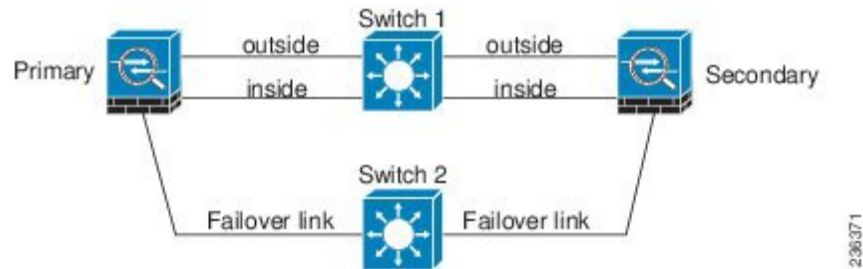 Switch 1
outside outside
Primary Secondary
inside inside
Switch 2
Failover link Failover link
236371